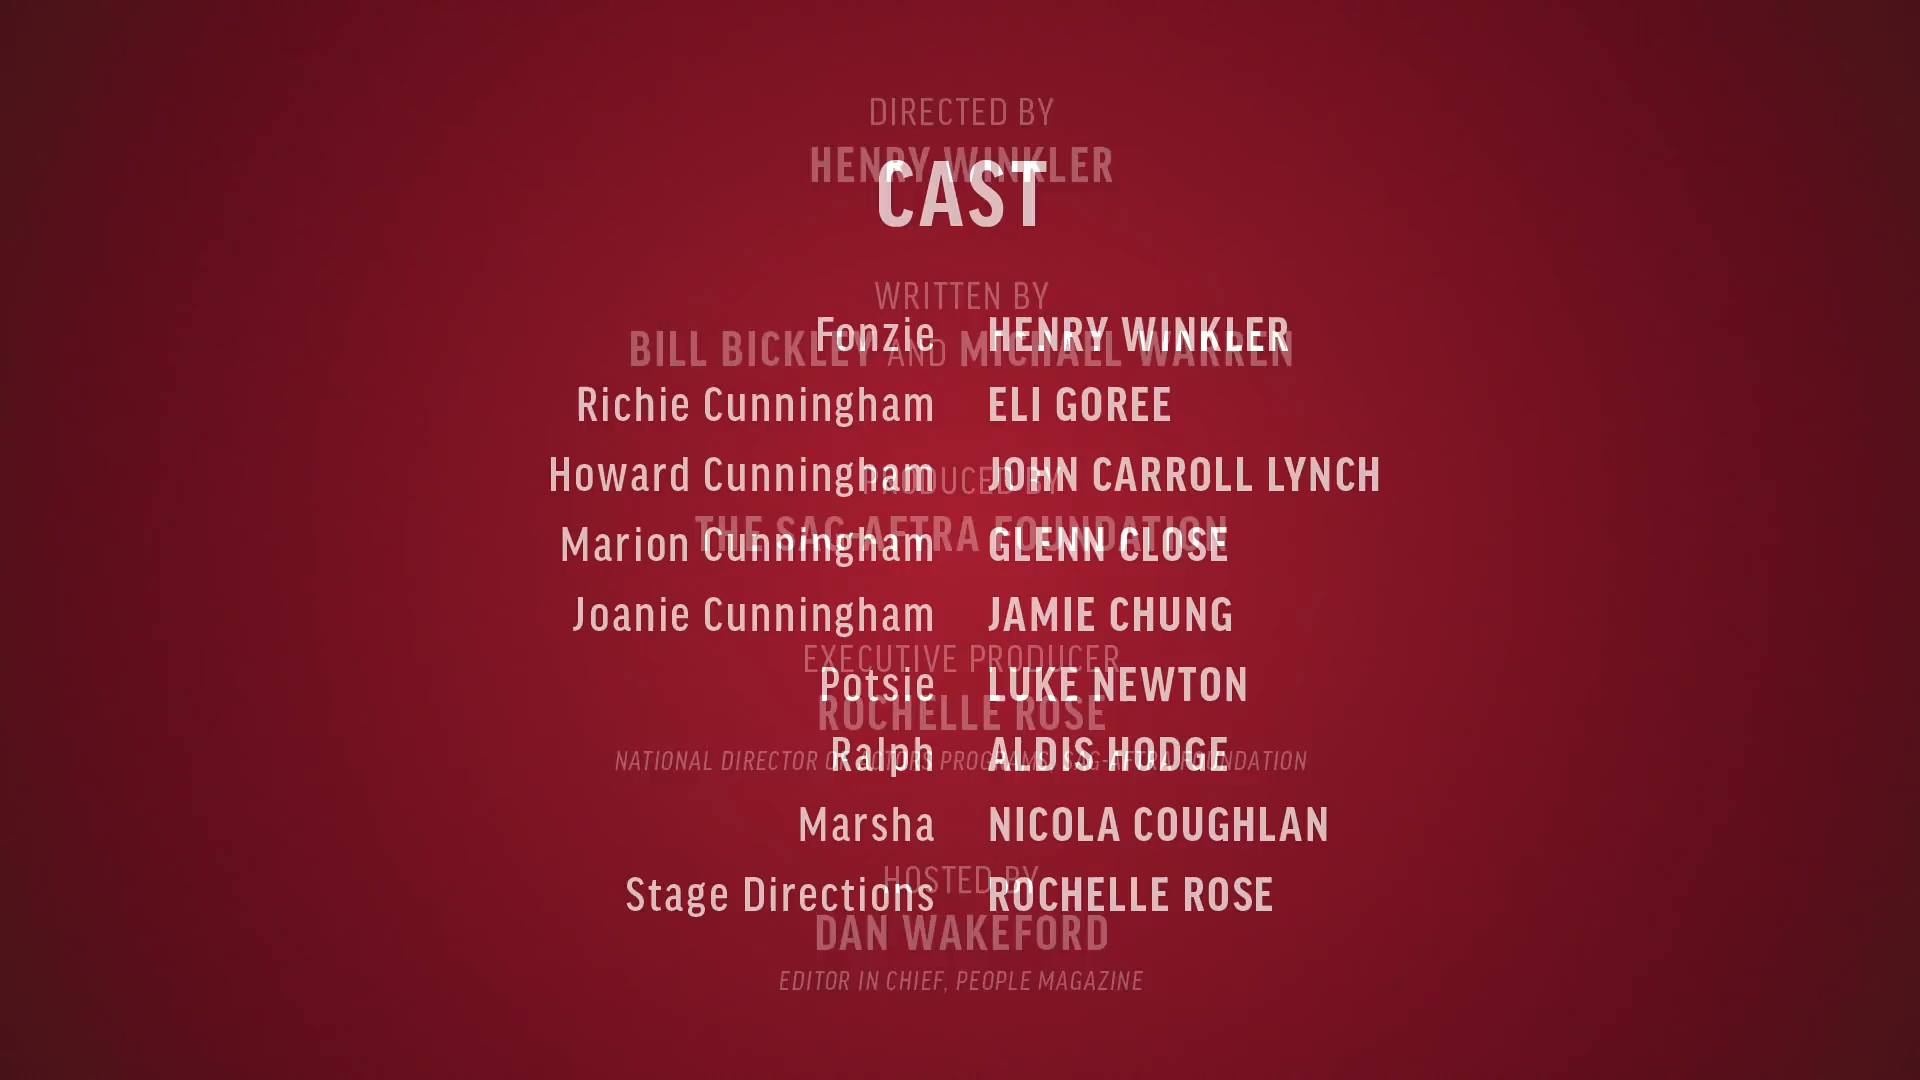 DIRECTED BY
HENRY WINKLER
CAST
WRITTEN BY
Fonzie HENRY WINKLER
BILL BICKLEY AND MICHAEL WARREN
Richie Cunningham ELI GOREE
Howard Cunningham JOHN CARROLL LYNCH
PRODUCED BY
THE SAG-AFTRA FOUNDATION
Marion Cunningham GLENN CLOSE
Joanie Cunningham JAMIE CHUNG
EXECUTIVE PRODUCER
Potsie LUKE NEWTON
ROCHELLE ROSE
Ralph ALDIS HODGE
NATIONAL DIRECTOR OF ACTORS PROGRAMS, SAG-AFTRA FOUNDATION
Marsha NICOLA COUGHLAN
HOSTED BY
Stage Directions ROCHELLE ROSE
DAN WAKEFORD
EDITOR IN CHIEF, PEOPLE MAGAZINE